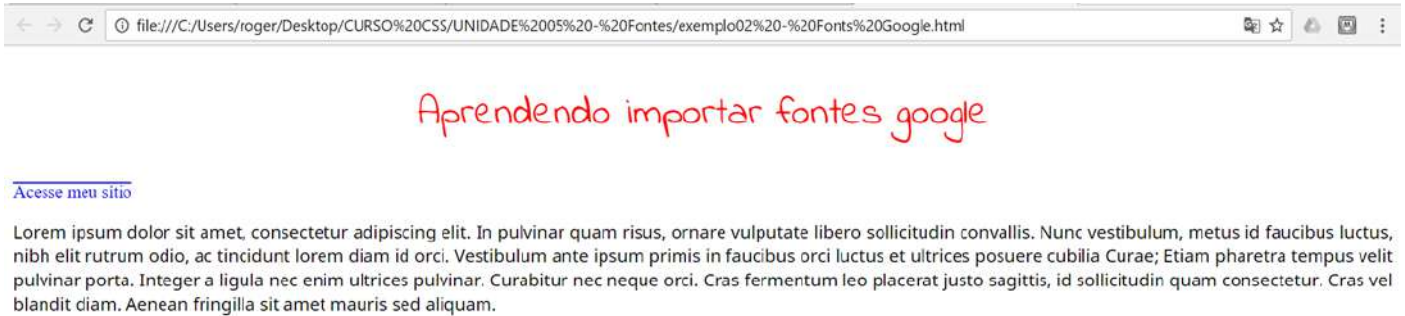 file:///C:/Users/roger/Desktop/CURSO%20CSS/UNIDADE%2005%20-%20Fontes/exemplo02%20-%20Fonts%20Google.html
Aprendendo importar fontes google
Acesse meu sítio
Lorem ipsum dolor sit amet, consectetur adipiscing elit. In pulvinar quam risus, ornare vulputate libero sollicitudin convallis. Nunc vestibulum, metus id faucibus luctus,
nibh elit rutrum odio, ac tincidunt lorem diam id orci. Vestibulum ante ipsum primis in faucibus orci luctus et ultrices posuere cubilia Curae; Etiam pharetra tempus velit
pulvinar porta. Integer a ligula nec enim ultrices pulvinar. Curabitur nec neque orci. Cras fermentum leo placerat justo sagittis, id sollicitudin quam consectetur. Cras vel
blandit diam. Aenean fringilla sit amet mauris sed aliquam.